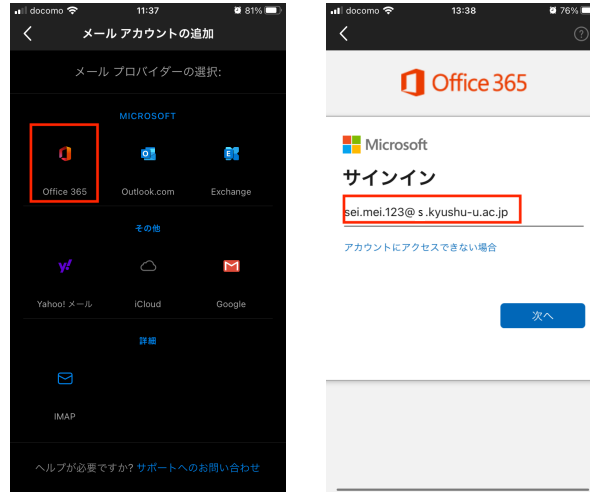 docomo 11:37 81%
メール アカウントの追加
メール プロバイダーの選択:
MICROSOFT
Office 365 Outlook.com Exchange
その他
Yahoo! メール iCloud Google
詳細
IMAP
ヘルプが必要ですか? サポートへのお問い合わせ
docomo 13:38 76%
Office 365
Microsoft
サインイン
sei.mei.123@ｓ.kyushu-u.ac.jp
アカウントにアクセスできない場合
次へ